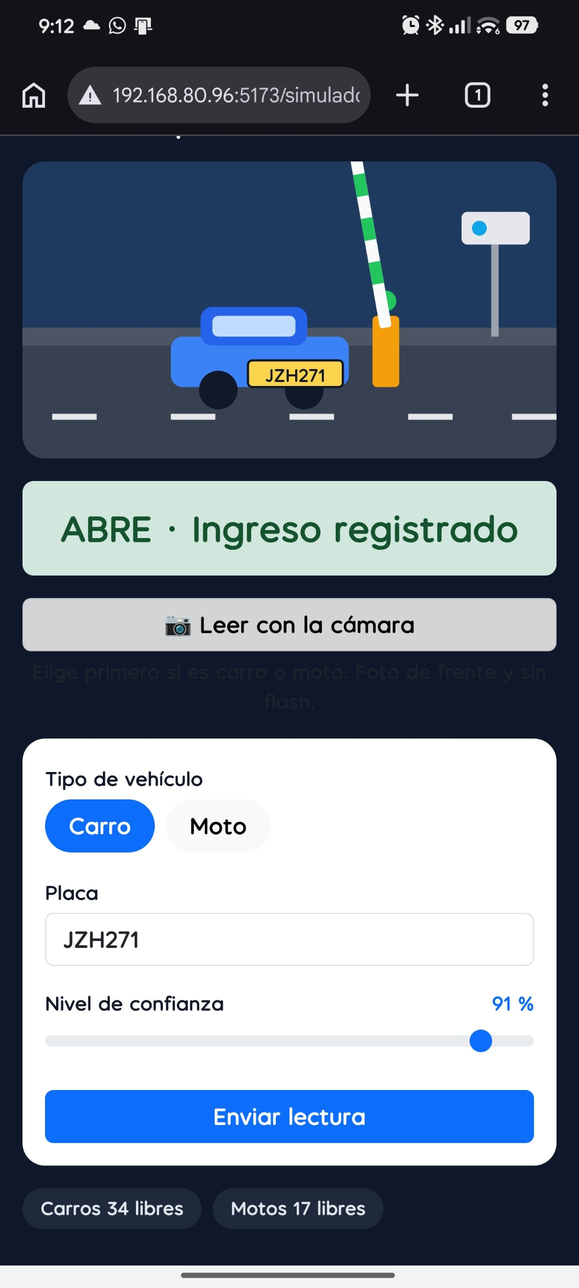 9:12
97
192.168.80.96:5173/simulado
1
JZH271
ABRE · Ingreso registrado
Leer con la cámara
Elige primero si es carro o moto. Foto de frente y sin
flash.
Tipo de vehículo
Carro Moto
Placa
JZH271
Nivel de confianza 91 %
Enviar lectura
Carros 34 libres Motos 17 libres